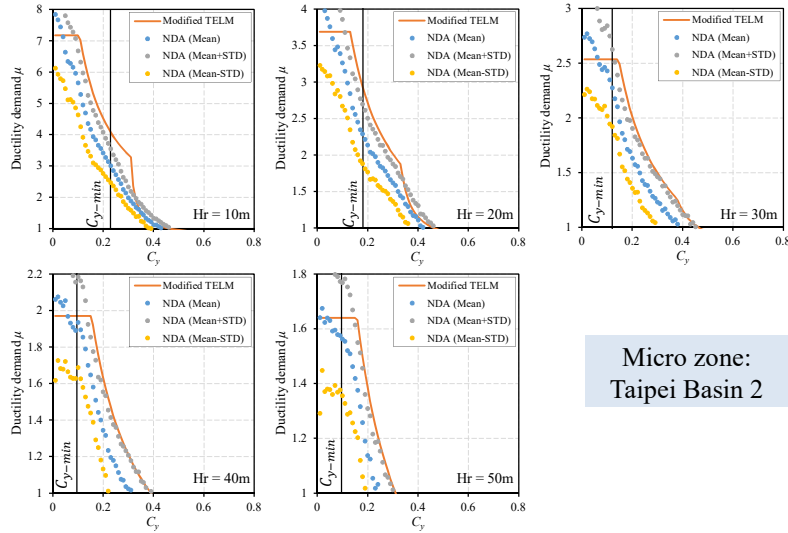 8
7
6
5
4
3
2
1
0
0.2
0.4
0.6
0.8
Ductility demand μ
C_y
C_{y-min}
Modified TELM
NDA (Mean)
NDA (Mean+STD)
NDA (Mean-STD)
Hr = 10m
4
3.5
3
2.5
2
1.5
1
0
0.2
0.4
0.6
0.8
Ductility demand μ
C_y
C_{y-min}
Modified TELM
NDA (Mean)
NDA (Mean+STD)
NDA (Mean-STD)
Hr = 20m
3
2.5
2
1.5
1
0
0.2
0.4
0.6
0.8
Ductility demand μ
C_y
C_{y-min}
Modified TELM
NDA (Mean)
NDA (Mean+STD)
NDA (Mean-STD)
Hr = 30m
2.2
2
1.8
1.6
1.4
1.2
1
0
0.2
0.4
0.6
0.8
Ductility demand μ
C_y
C_{y-min}
Modified TELM
NDA (Mean)
NDA (Mean+STD)
NDA (Mean-STD)
Hr = 40m
1.8
1.6
1.4
1.2
1
0
0.2
0.4
0.6
0.8
Ductility demand μ
C_y
C_{y-min}
Modified TELM
NDA (Mean)
NDA (Mean+STD)
NDA (Mean-STD)
Hr = 50m
Micro zone:
Taipei Basin 2